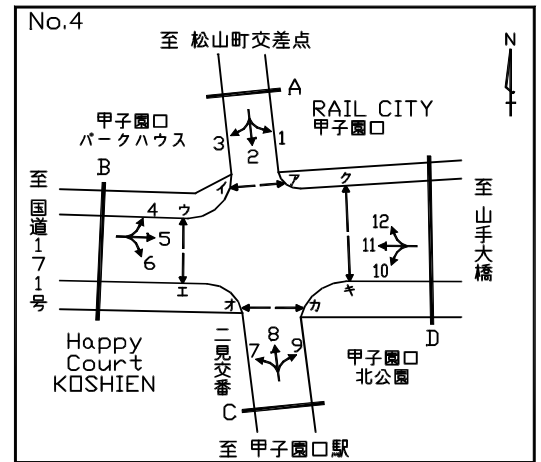 No.4
至 松山町交差点
N
A
甲子園口
パークハウス
RAIL CITY
甲子園口
3
1
2
B
イ
ア
ク
至国道171号
ウ
4
5
6
エ
12
11
10
キ
至山手大橋
オ
カ
Happy
Court
KOSHIEN
二見交番
7
8
9
甲子園口
北公園
D
C
至 甲子園口駅